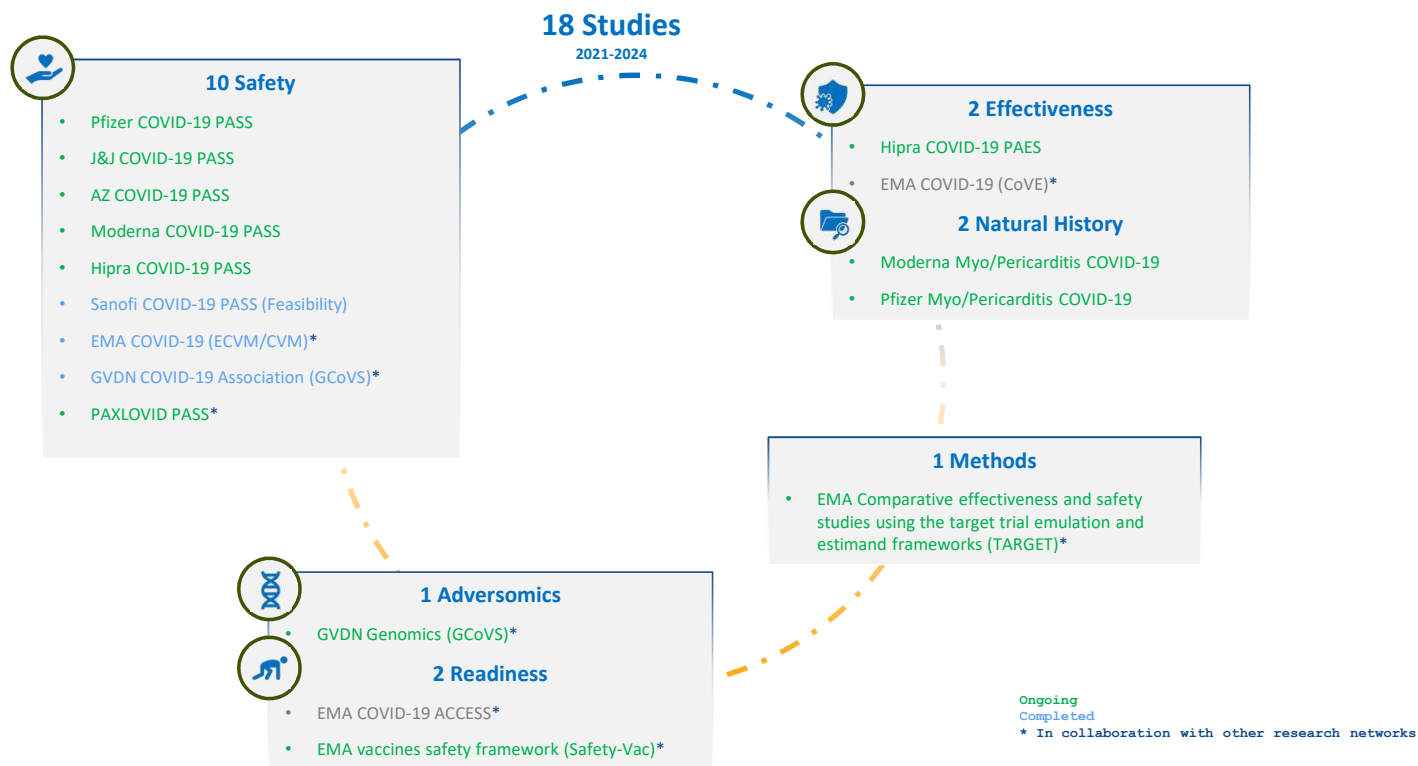 18 Studies
2021-2024
10 Safety
• Pfizer COVID-19 PASS
• J&J COVID-19 PASS
• AZ COVID-19 PASS
• Moderna COVID-19 PASS
• Hipra COVID-19 PASS
• Sanofi COVID-19 PASS (Feasibility)
• EMA COVID-19 (ECVM/CVM)*
• GVDN COVID-19 Association (GCoVS)*
• PAXLOVID PASS*
2 Effectiveness
• Hipra COVID-19 PAES
• EMA COVID-19 (CoVE)*
2 Natural History
• Moderna Myo/Pericarditis COVID-19
• Pfizer Myo/Pericarditis COVID-19
1 Methods
• EMA Comparative effectiveness and safety
studies using the target trial emulation and
estimand frameworks (TARGET)*
1 Adversomics
• GVDN Genomics (GCoVS)*
2 Readiness
• EMA COVID-19 ACCESS*
• EMA vaccines safety framework (Safety-Vac)*
Ongoing
Completed
* In collaboration with other research networks